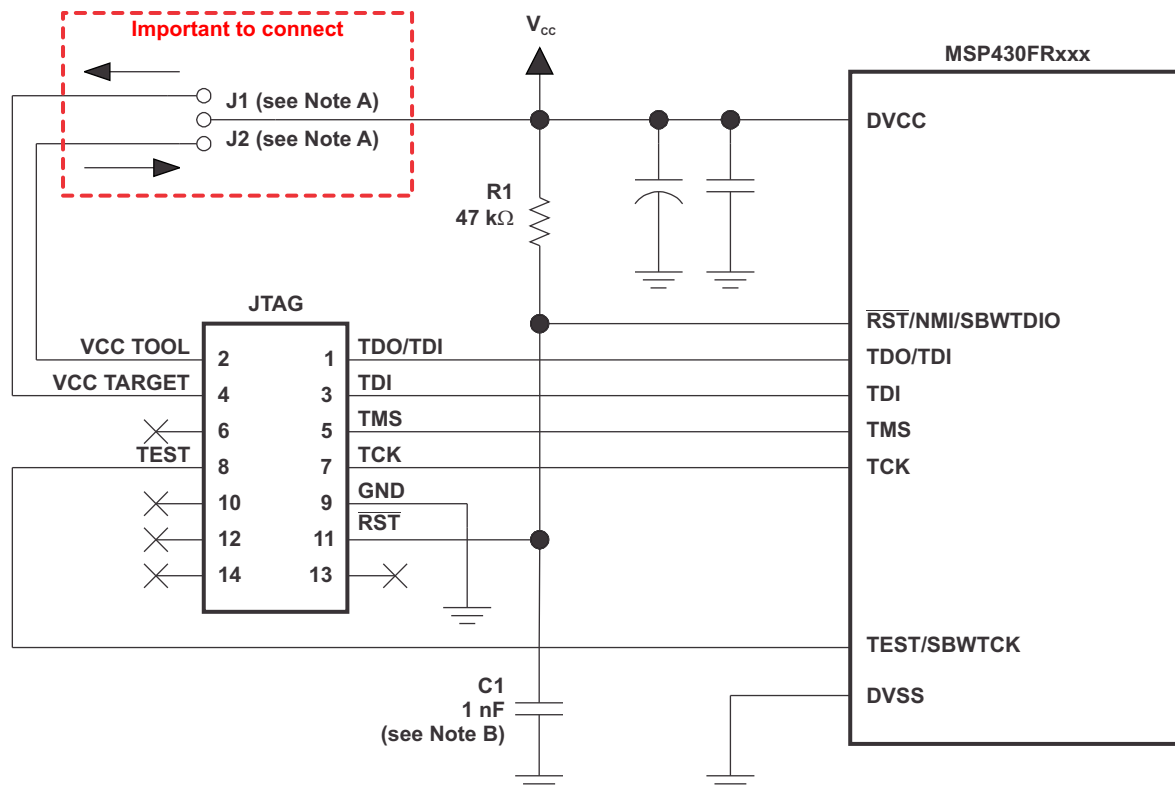 Important to connect
J1 (see Note A)
J2 (see Note A)
Vcc
MSP430FRxxx
DVCC
R1
47 kΩ
RST/NMI/SBWTDIO
TDO/TDI
TDI
TMS
TCK
TEST/SBWTCK
DVSS
JTAG
VCC TOOL
2
1
TDO/TDI
VCC TARGET
4
3
TDI
6
5
TMS
TEST
8
7
TCK
10
9
GND
12
11
RST
14
13
C1
1 nF
(see Note B)